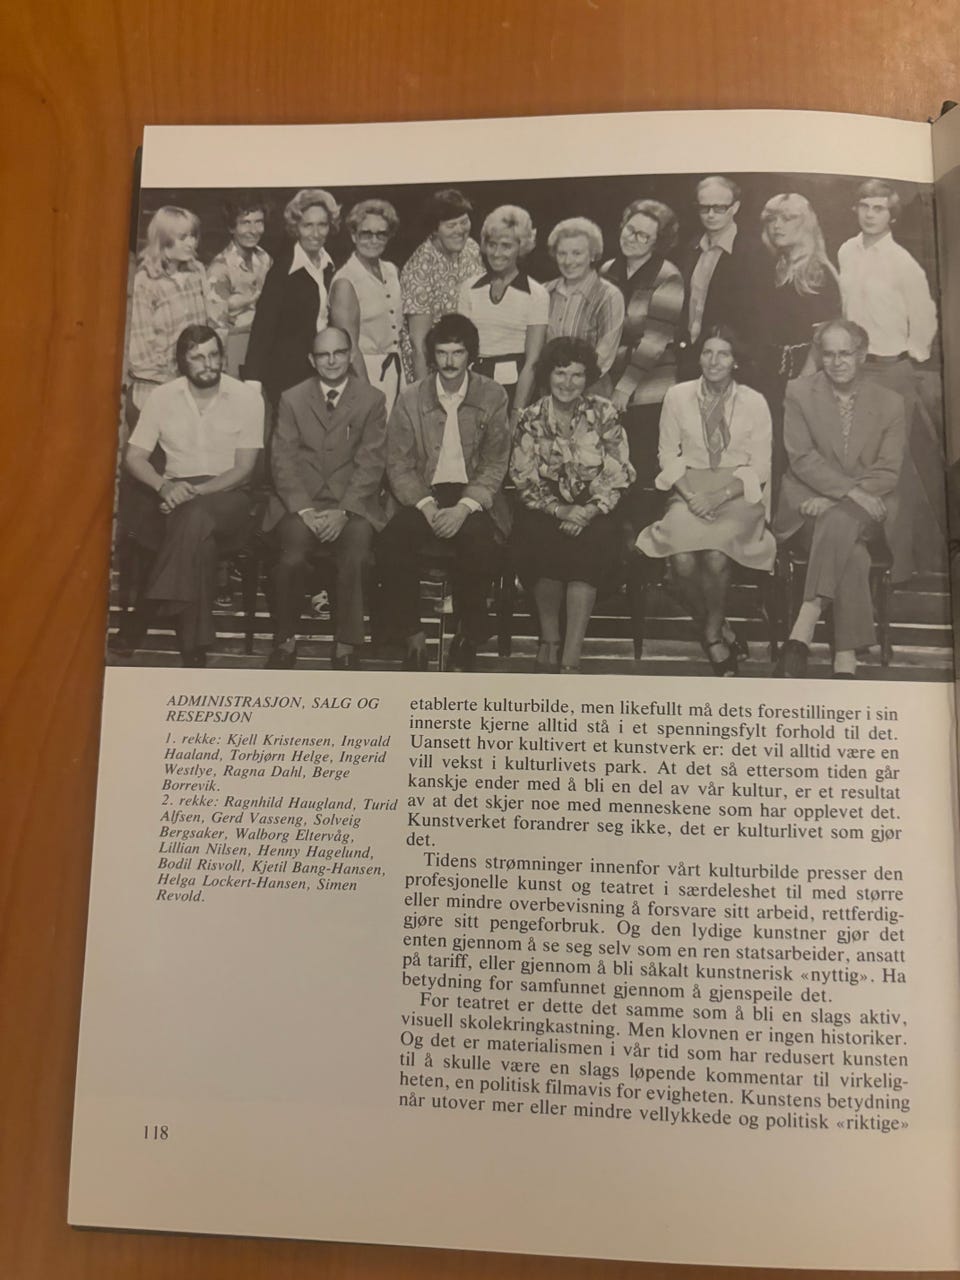 ADMINISTRASJON, SALG OG
RESEPSJON
1. rekke: Kjell Kristensen, Ingvald
Haaland, Torbjørn Helge, Ingerid
Westlye, Ragna Dahl, Berge
Borrevik.
2. rekke: Ragnhild Haugland, Turid
Alfsen, Gerd Vasseng, Solveig
Bergsaker, Walborg Eltervåg,
Lillian Nilsen, Henny Hagelund,
Bodil Risvoll, Kjetil Bang-Hansen,
Helga Lockert-Hansen, Simen
Revold.
etablerte kulturbilde, men likefullt må dets forestillinger i sin
innerste kjerne alltid stå i et spenningsfylt forhold til det.
Uansett hvor kultivert et kunstverk er: det vil alltid være en
vill vekst i kulturlivets park. At det så ettersom tiden går
kanskje ender med å bli en del av vår kultur, er et resultat
av at det skjer noe med menneskene som har opplevet det.
Kunstverket forandrer seg ikke, det er kulturlivet som gjør
det.
Tidens strømninger innenfor vårt kulturbilde presser den
profesjonelle kunst og teatret i særdeleshet til med større
eller mindre overbevisning å forsvare sitt arbeid, rettferdig-
gjøre sitt pengeforbruk. Og den lydige kunstner gjør det
enten gjennom å se seg selv som en ren statsarbeider, ansatt
på tariff, eller gjennom å bli såkalt kunstnerisk «nyttig». Ha
betydning for samfunnet gjennom å gjenspeile det.
For teatret er dette det samme som å bli en slags aktiv,
visuell skolekringkastning. Men klovnen er ingen historiker.
Og det er materialismen i vår tid som har redusert kunsten
til å skulle være en slags løpende kommentar til virkelig-
heten, en politisk filmavis for evigheten. Kunstens betydning
når utover mer eller mindre vellykkede og politisk «riktige»
118